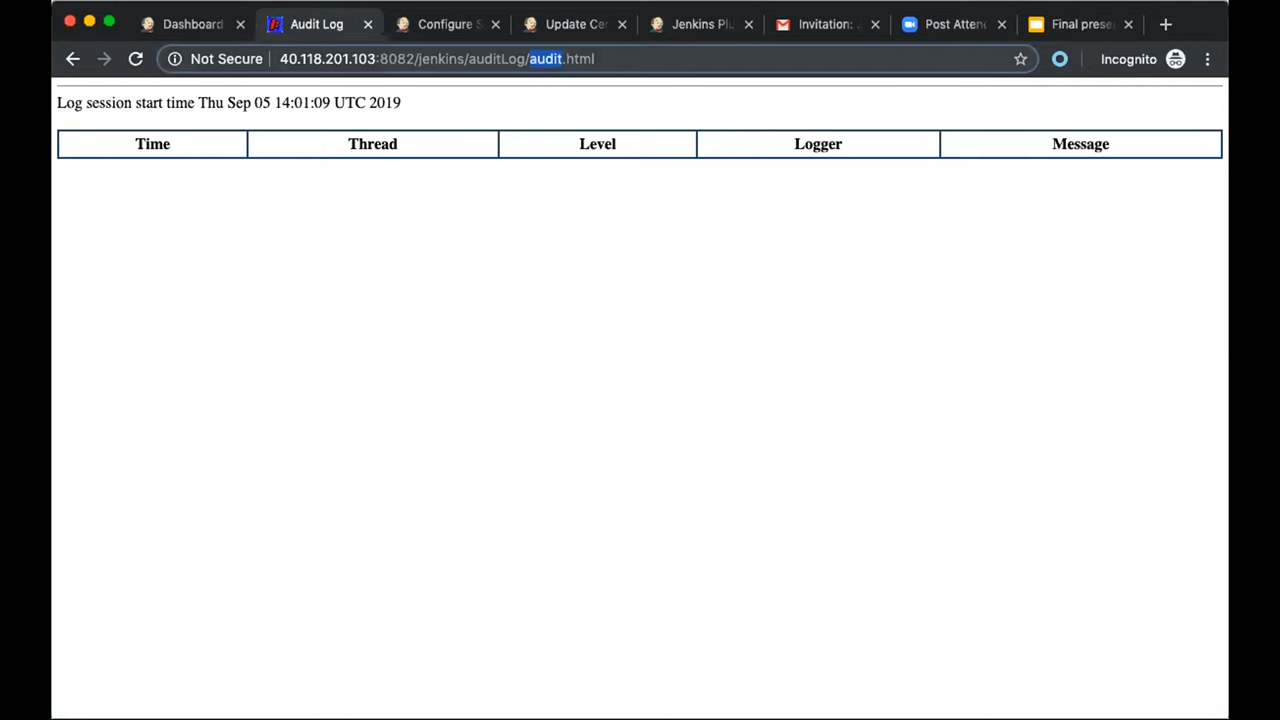 Dashboard
Audit Log
Configure S
Update Cen
Jenkins Plu
Invitation: J
Post Attend
Final prese
Not Secure
40.118.201.103:8082/jenkins/auditLog/audit.html
Incognito
Log session start time Thu Sep 05 14:01:09 UTC 2019
Time Thread Level Logger Message